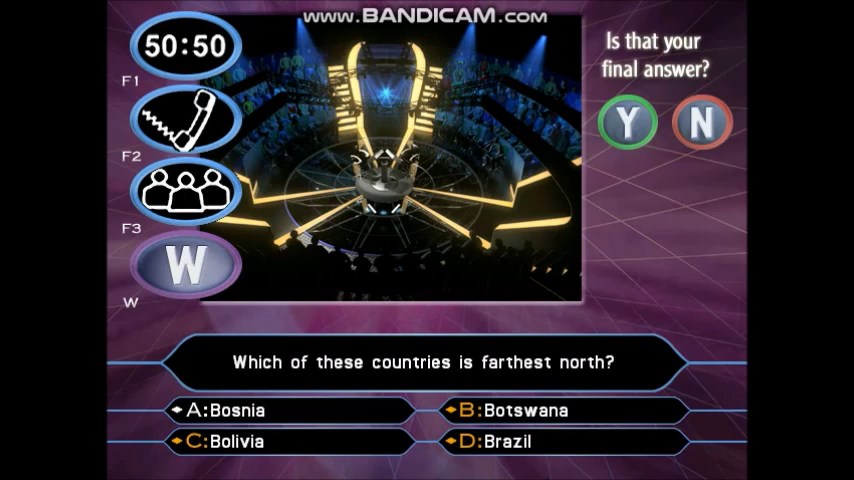 www.BANDICAM.com
50:50
F1
F2
F3
W
W
Is that your
final answer?
Y N
Which of these countries is farthest north?
A:Bosnia
B:Botswana
C:Bolivia
D:Brazil